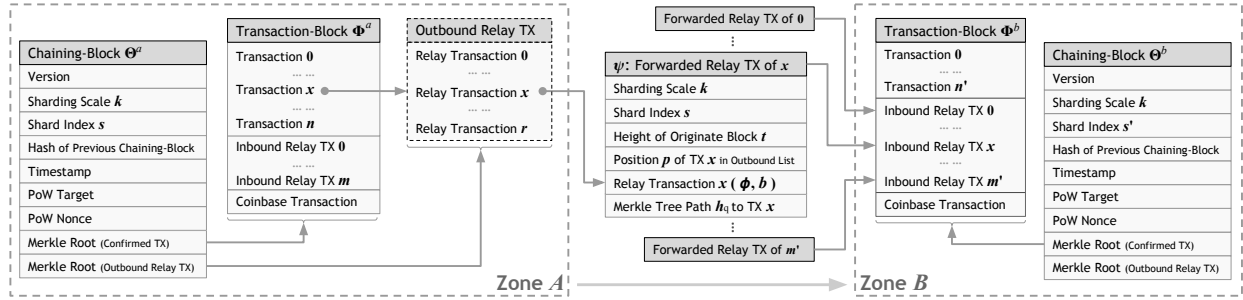 Chaining-Block Θᵃ
Version
Sharding Scale k
Shard Index s
Hash of Previous Chaining-Block
Timestamp
PoW Target
PoW Nonce
Merkle Root (Confirmed TX)
Merkle Root (Outbound Relay TX)
Transaction-Block Φᵃ
Transaction 0
... ...
Transaction x
... ...
Transaction n
Inbound Relay TX 0
... ...
Inbound Relay TX m
Coinbase Transaction
Outbound Relay TX
Relay Transaction 0
... ...
Relay Transaction x
... ...
Relay Transaction r
Zone A
Forwarded Relay TX of 0
...
ψ: Forwarded Relay TX of x
Sharding Scale k
Shard Index s
Height of Originate Block t
Position p of TX x in Outbound List
Relay Transaction x ( ϕ, b )
Merkle Tree Path hq to TX x
...
Forwarded Relay TX of m'
Transaction-Block Φᵇ
Transaction 0
... ...
Transaction n'
Inbound Relay TX 0
... ...
Inbound Relay TX x
... ...
Inbound Relay TX m'
Coinbase Transaction
Chaining-Block Θᵇ
Version
Sharding Scale k
Shard Index s'
Hash of Previous Chaining-Block
Timestamp
PoW Target
PoW Nonce
Merkle Root (Confirmed TX)
Merkle Root (Outbound Relay TX)
Zone B